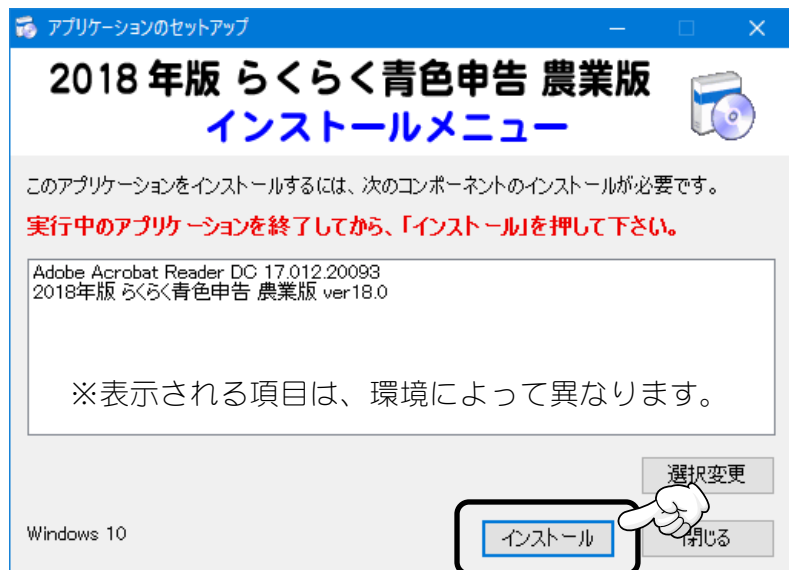 アプリケーションのセットアップ
2018 年版 らくらく青色申告 農業版
インストールメニュー
このアプリケーションをインストールするには、次のコンポーネントのインストールが必要です。
実行中のアプリケーションを終了してから、「インストール」を押して下さい。
Adobe Acrobat Reader DC 17.012.20093
2018年版 らくらく青色申告 農業版 ver18.0
※表示される項目は、環境によって異なります。
選択変更
Windows 10
インストール
閉じる